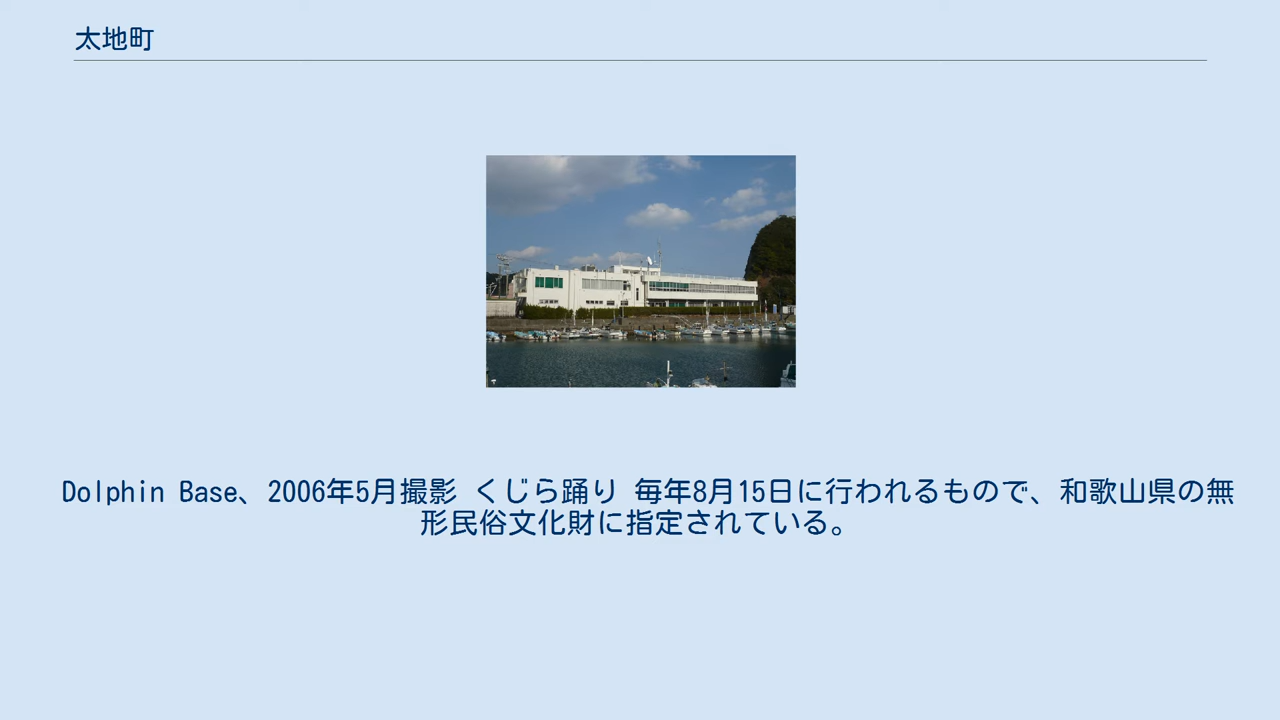 太地町
Dolphin Base、2006年5月撮影 くじら踊り 毎年8月15日に行われるもので、和歌山県の無
形民俗文化財に指定されている。